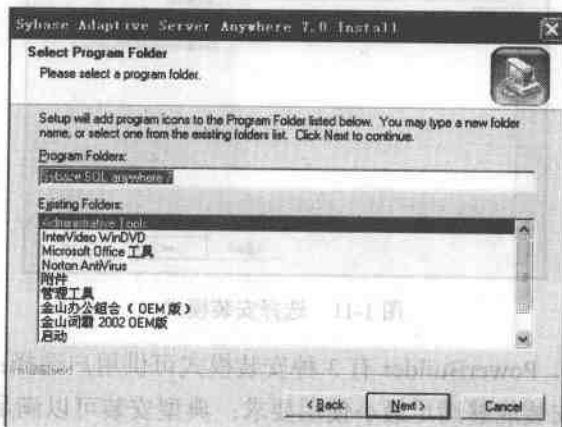 Sybase Adaptive Server Anywhere 7.0 Install
Select Program Folder
Please select a program folder.
Setup will add program icons to the Program Folder listed below. You may type a new folder
name, or select one from the existing folders list. Click Next to continue.
Program Folders:
Sybase SQL anywhere 7
Existing Folders:
Administrative Tools
InterVideo WinDVD
Microsoft Office 工具
Norton AntiVirus
附件
管理工具
金山办公组合（OEM版）
金山词霸 2002 OEM版
启动
InstallShield
< Back
Next >
Cancel